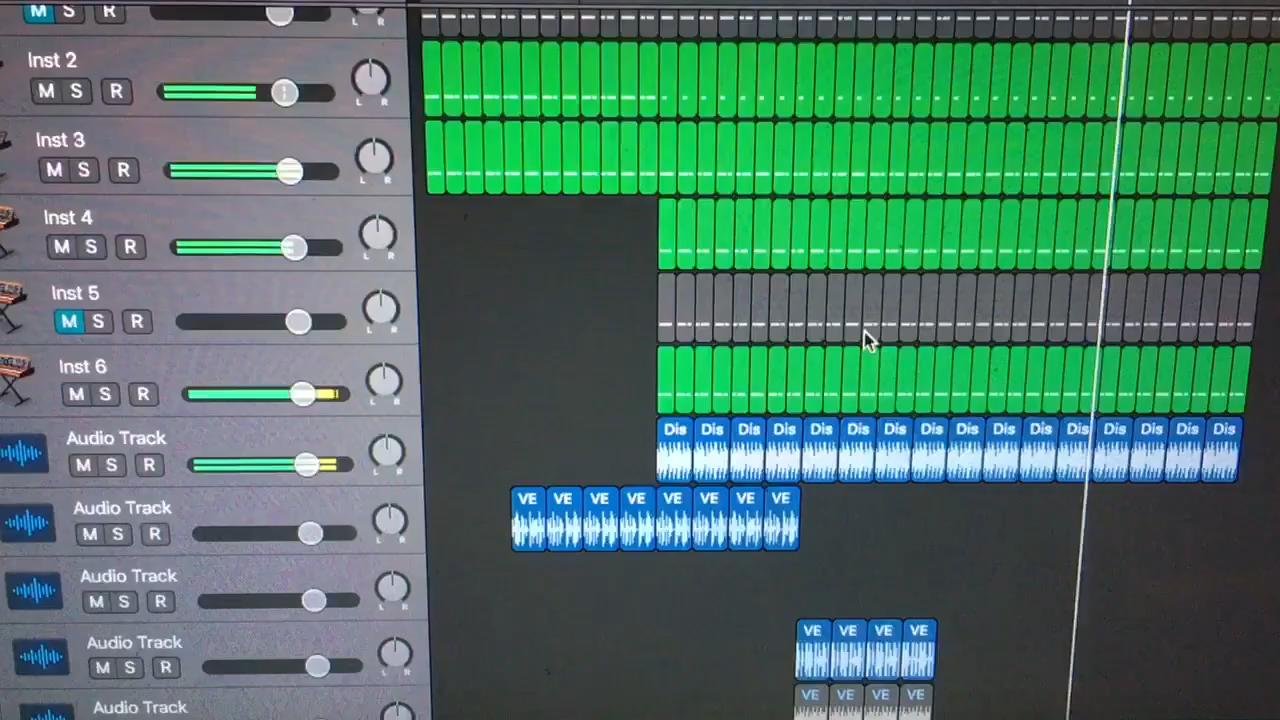 M S R
Inst 2
M S R
L R
Inst 3
M S R
L R
Inst 4
M S R
L R
Inst 5
M S R
L R
Inst 6
M S R
L R
Audio Track
Dis Dis Dis Dis Dis Dis Dis Dis Dis Dis Dis Dis Dis Dis Dis Dis
M S R
L R
Audio Track
VE VE VE VE VE VE VE VE
M S R
L R
Audio Track
M S R
L R
Audio Track
VE VE VE VE
M S R
L R
Audio Track
VE VE VE VE